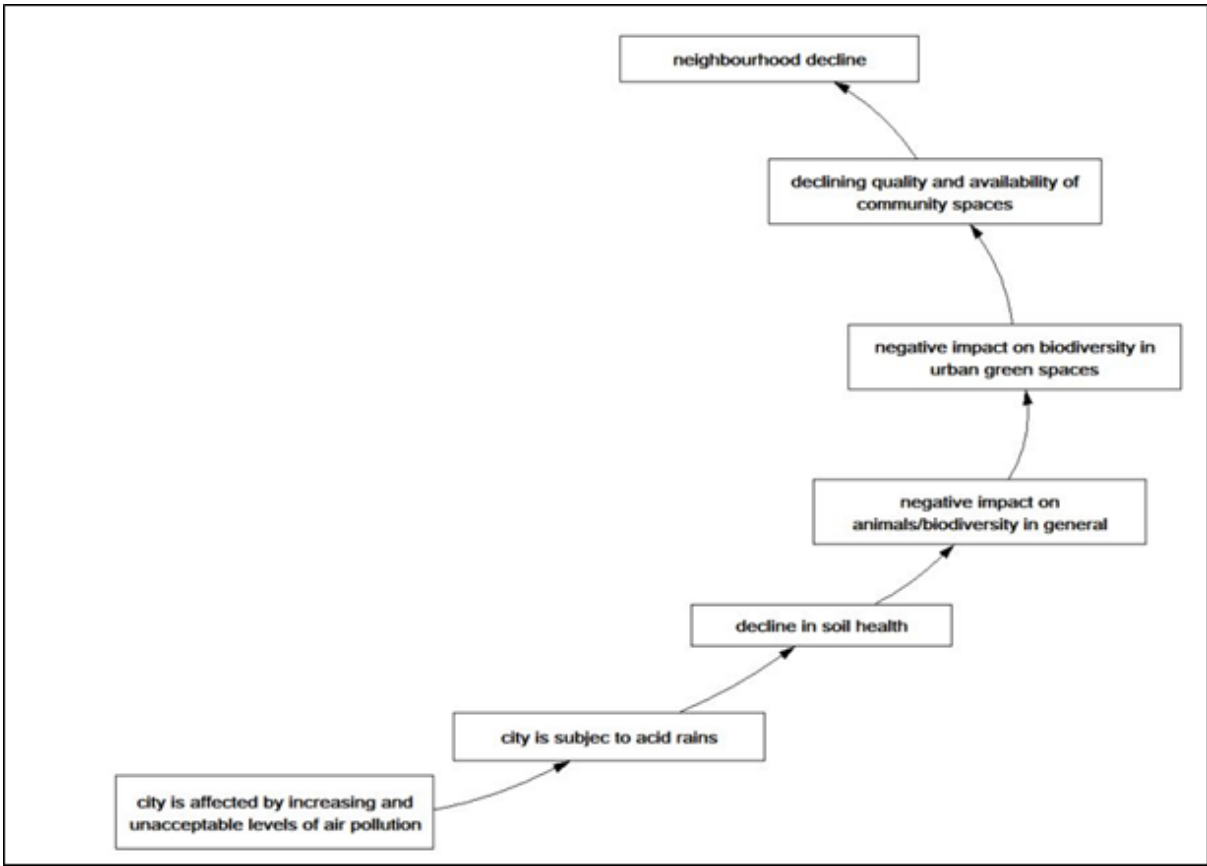 neighbourhood decline
declining quality and availability of
community spaces
negative impact on biodiversity in
urban green spaces
negative impact on
animals/biodiversity in general
decline in soil health
city is subjec to acid rains
city is affected by increasing and
unacceptable levels of air pollution